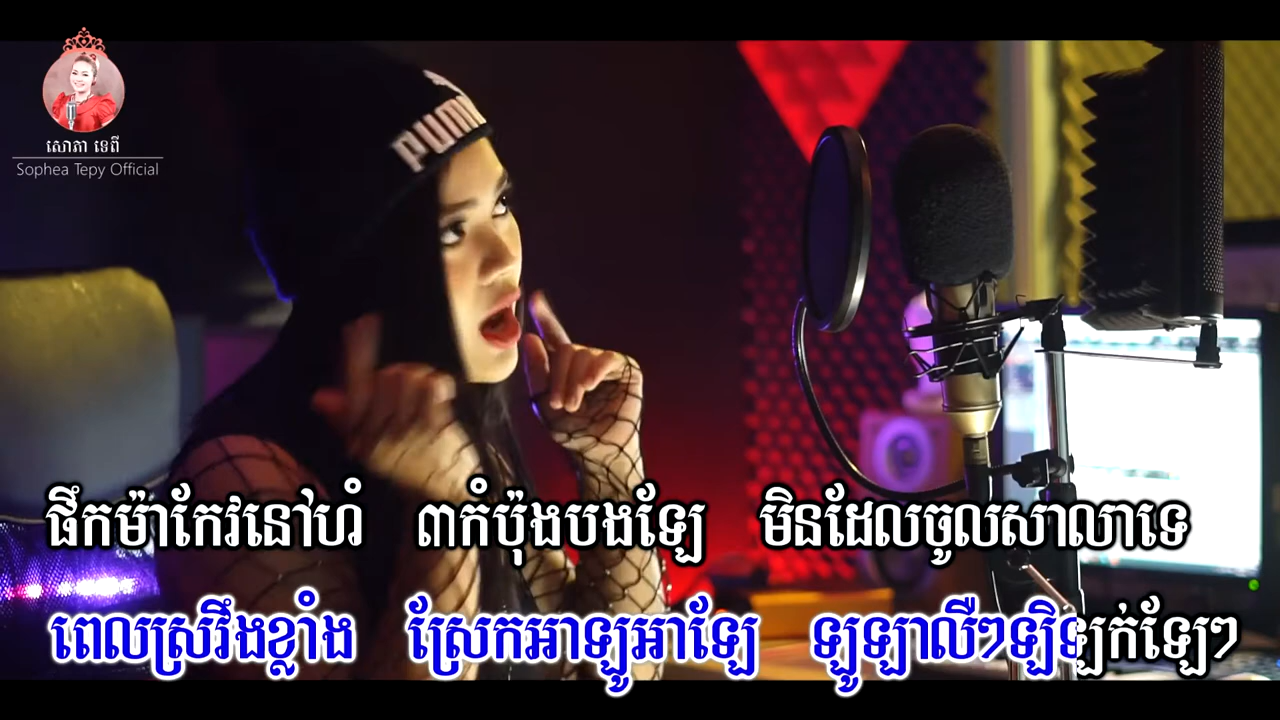 សោភា ទេពី
Sophea Tepy Official
PUMA
ផឹកម៉ាកែវនៅហំ ៣កំប៉ុងបងឡែ មិនដែលចូលសាលាទេ
ពេលស្រវឹងខ្លាំង ស្រែកអាឡូអាឡែ ឡូឡាលឺៗឡិឡក់ឡែៗ